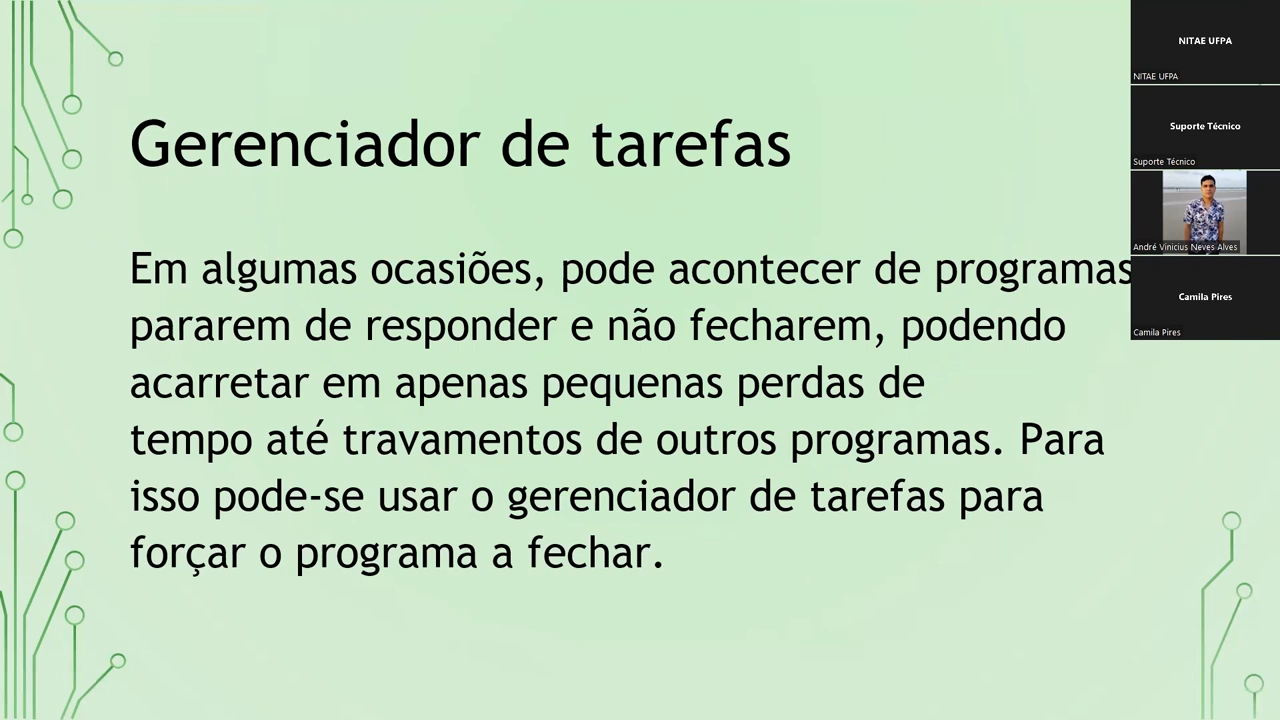 Gerenciador de tarefas
Em algumas ocasiões, pode acontecer de programas
pararem de responder e não fecharem, podendo
acarretar em apenas pequenas perdas de
tempo até travamentos de outros programas. Para
isso pode-se usar o gerenciador de tarefas para
forçar o programa a fechar.
NITAE UFPA
NITAE UFPA
Suporte Técnico
Suporte Técnico
André Vinicius Neves Alves
Camila Pires
Camila Pires